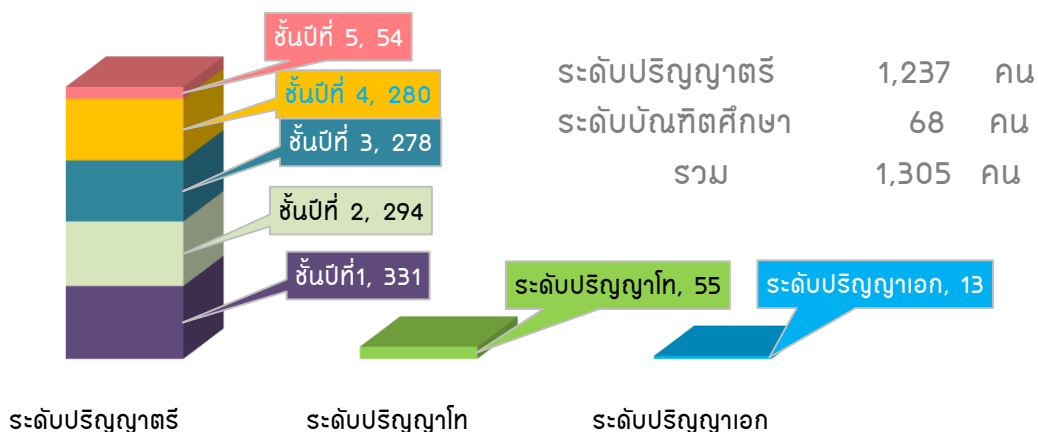 ชั้นปีที่ 5, 54
ชั้นปีที่ 4, 280
ชั้นปีที่ 3, 278
ชั้นปีที่ 2, 294
ชั้นปีที่1, 331
ระดับปริญญาตรี 1,237 คน
ระดับบัณฑิตศึกษา 68 คน
รวม 1,305 คน
ระดับปริญญาโท, 55
ระดับปริญญาเอก, 13
ระดับปริญญาตรี
ระดับปริญญาโท
ระดับปริญญาเอก